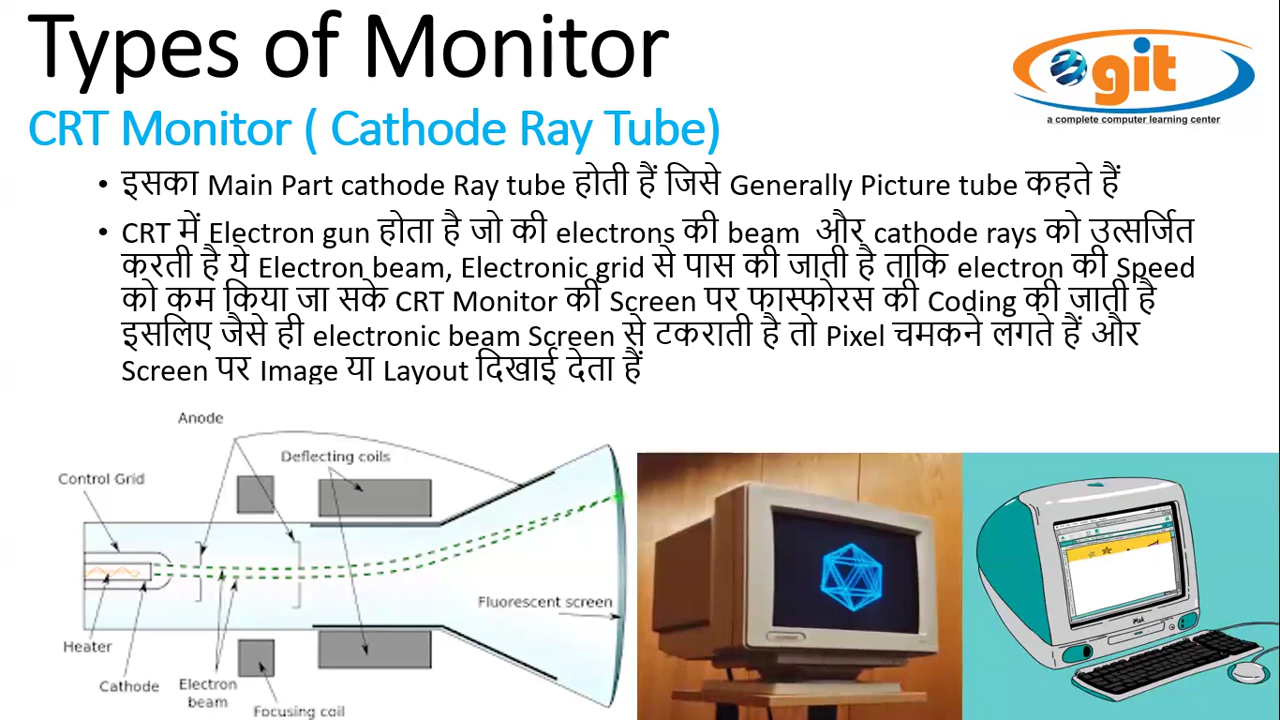 Types of Monitor
egit
a complete computer learning center
CRT Monitor ( Cathode Ray Tube)
• इसका Main Part cathode Ray tube होती हैं जिसे Generally Picture tube कहते हैं
• CRT में Electron gun होता है जो की electrons की beam और cathode rays को उत्सर्जित
करती है ये Electron beam, Electronic grid से पास की जाती है ताकि electron की Speed
को कम किया जा सके CRT Monitor की Screen पर फास्फोरस की Coding की जाती है
इसलिए जैसे ही electronic beam Screen से टकराती है तो Pixel चमकने लगते हैं और
Screen पर Image या Layout दिखाई देता हैं
Anode
Deflecting coils
Control Grid
Fluorescent screen
Heater
Cathode
Electron
beam
Focusing coil
iMak